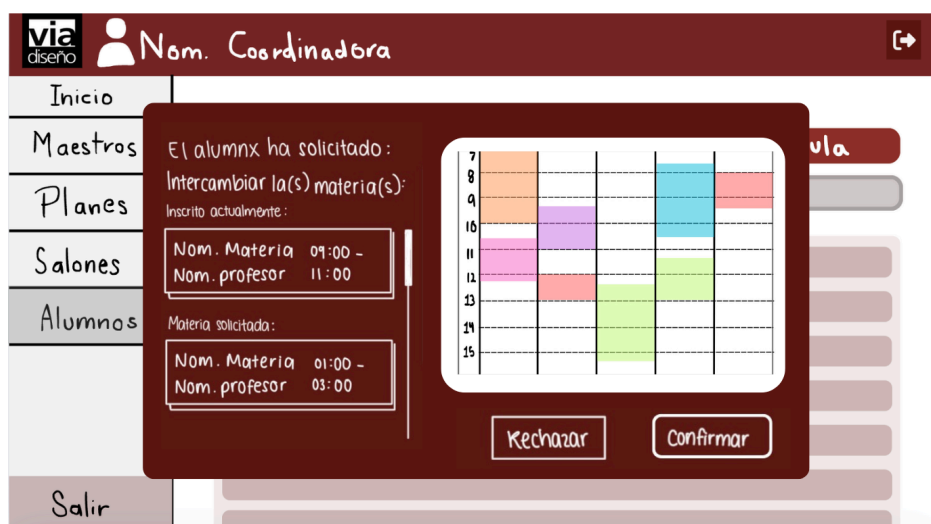 via
diseño
Nom. Coordinadora
Inicio
Maestros
Planes
Salones
Alumnos
Salir
ula
El alumnx ha solicitado:
Intercambiar la(s) materia(s):
Inscrito actualmente:
Nom. Materia 09:00 -
Nom. profesor 11:00
Materia solicitada:
Nom. Materia 01:00 -
Nom. profesor 03:00
7
8
9
10
11
12
13
14
15
Rechazar
Confirmar